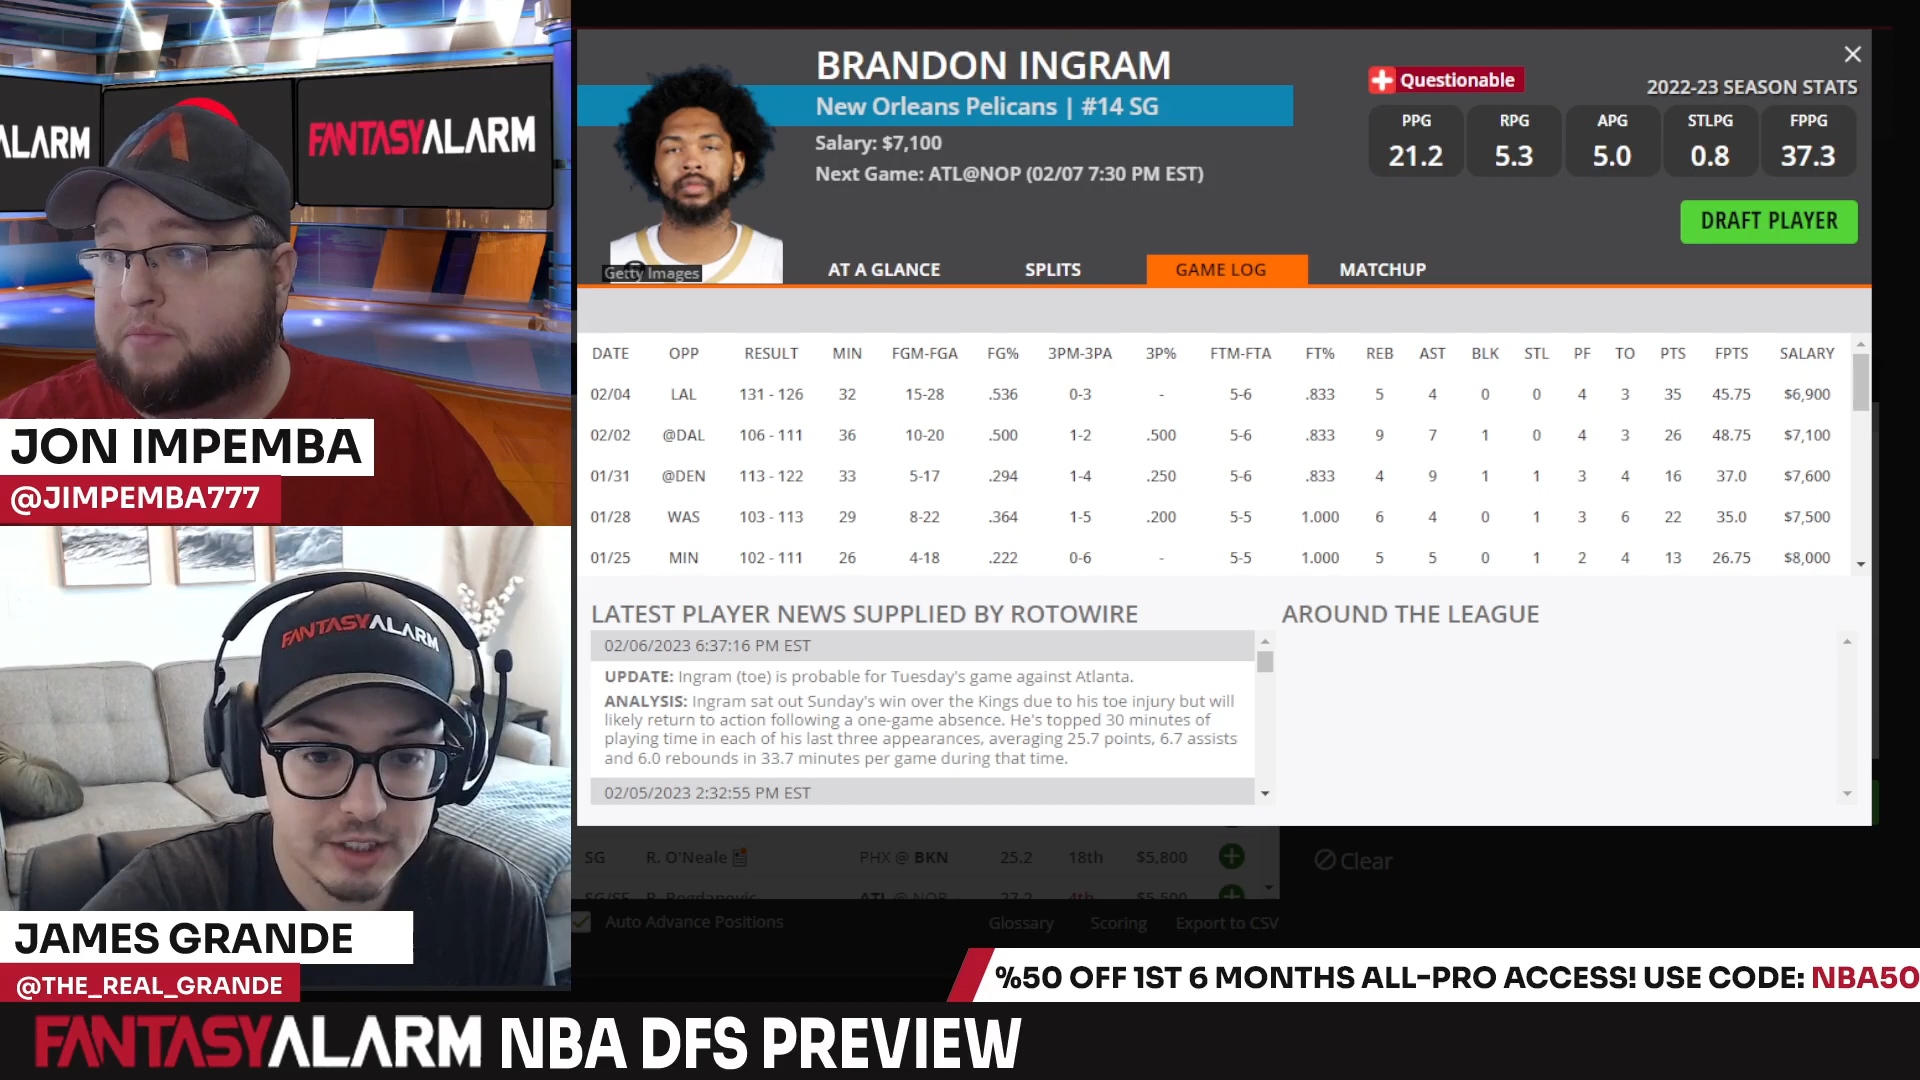 ALARM
FANTASYALARM
JON IMPEMBA
@JIMPEMBA777
FANTASYALARM
JAMES GRANDE
@THE_REAL_GRANDE
BRANDON INGRAM
New Orleans Pelicans | #14 SG
Salary: $7,100
Next Game: ATL@NOP (02/07 7:30 PM EST)
Getty Images
Questionable
2022-23 SEASON STATS
PPG RPG APG STLPG FPPG
21.2 5.3 5.0 0.8 37.3
DRAFT PLAYER
AT A GLANCE SPLITS GAME LOG MATCHUP
DATE OPP RESULT MIN FGM-FGA FG% 3PM-3PA 3P% FTM-FTA FT% REB AST BLK STL PF TO PTS FPTS SALARY
02/04 LAL 131 - 126 32 15-28 .536 0-3 - 5-6 .833 5 4 0 0 4 3 35 45.75 $6,900
02/02 @DAL 106 - 111 36 10-20 .500 1-2 .500 5-6 .833 9 7 1 0 4 3 26 48.75 $7,100
01/31 @DEN 113 - 122 33 5-17 .294 1-4 .250 5-6 .833 4 9 1 1 3 4 16 37.0 $7,600
01/28 WAS 103 - 113 29 8-22 .364 1-5 .200 5-5 1.000 6 4 0 1 3 6 22 35.0 $7,500
01/25 MIN 102 - 111 26 4-18 .222 0-6 - 5-5 1.000 5 5 0 1 2 4 13 26.75 $8,000
LATEST PLAYER NEWS SUPPLIED BY ROTOWIRE
02/06/2023 6:37:16 PM EST
UPDATE: Ingram (toe) is probable for Tuesday's game against Atlanta.
ANALYSIS: Ingram sat out Sunday's win over the Kings due to his toe injury but will
likely return to action following a one-game absence. He's topped 30 minutes of
playing time in each of his last three appearances, averaging 25.7 points, 6.7 assists
and 6.0 rebounds in 33.7 minutes per game during that time.
02/05/2023 2:32:55 PM EST
AROUND THE LEAGUE
SG R. O'Neale PHX @ BKN 25.2 18th $5,800
Clear
Auto Advance Positions
Glossary Scoring Export to CSV
%50 OFF 1ST 6 MONTHS ALL-PRO ACCESS! USE CODE: NBA50
FANTASYALARM NBA DFS PREVIEW